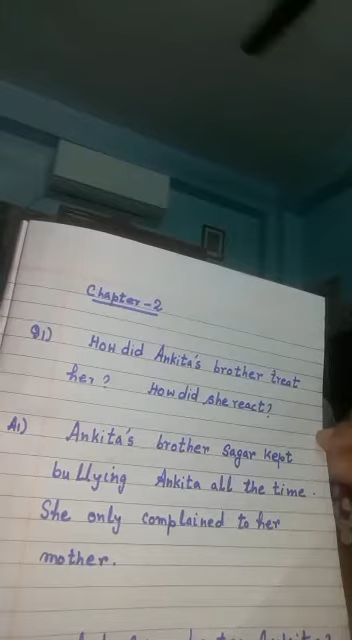 Chapter-2
Q1) How did Ankita's brother treat
her? How did she react?
A1) Ankita's brother Sagar kept
bullying Ankita all the time.
She only complained to her
mother.